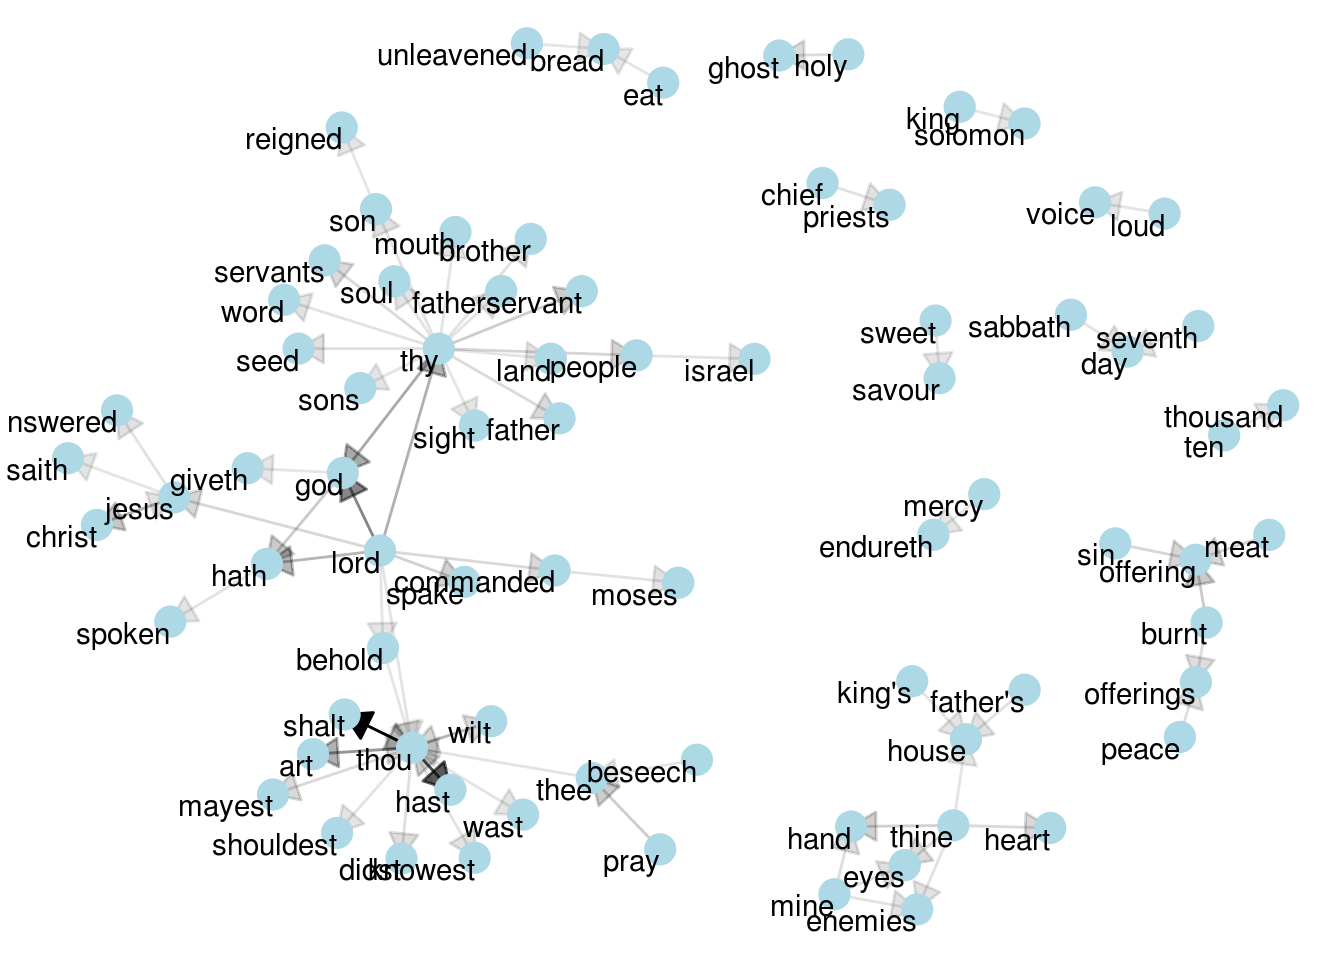 unleavened
bread
eat
ghost
holy
king
solomon
reigned
chief
priests
son
voice
loud
mouth
brother
servants
soul
father
servant
word
sweet
sabbath
seventh
seed
thy
land
people
israel
day
savour
sons
nswered
sight
father
thousand
ten
saith
giveth
god
jesus
christ
mercy
endureth
sin
offering
meat
lord
hath
commanded
spake
moses
spoken
burnt
behold
king's
father's
offerings
shalt
wilt
thou
art
house
peace
beseech
thee
mayest
hast
wast
shouldest
didst
knowest
pray
hand
thine
heart
eyes
mine
enemies